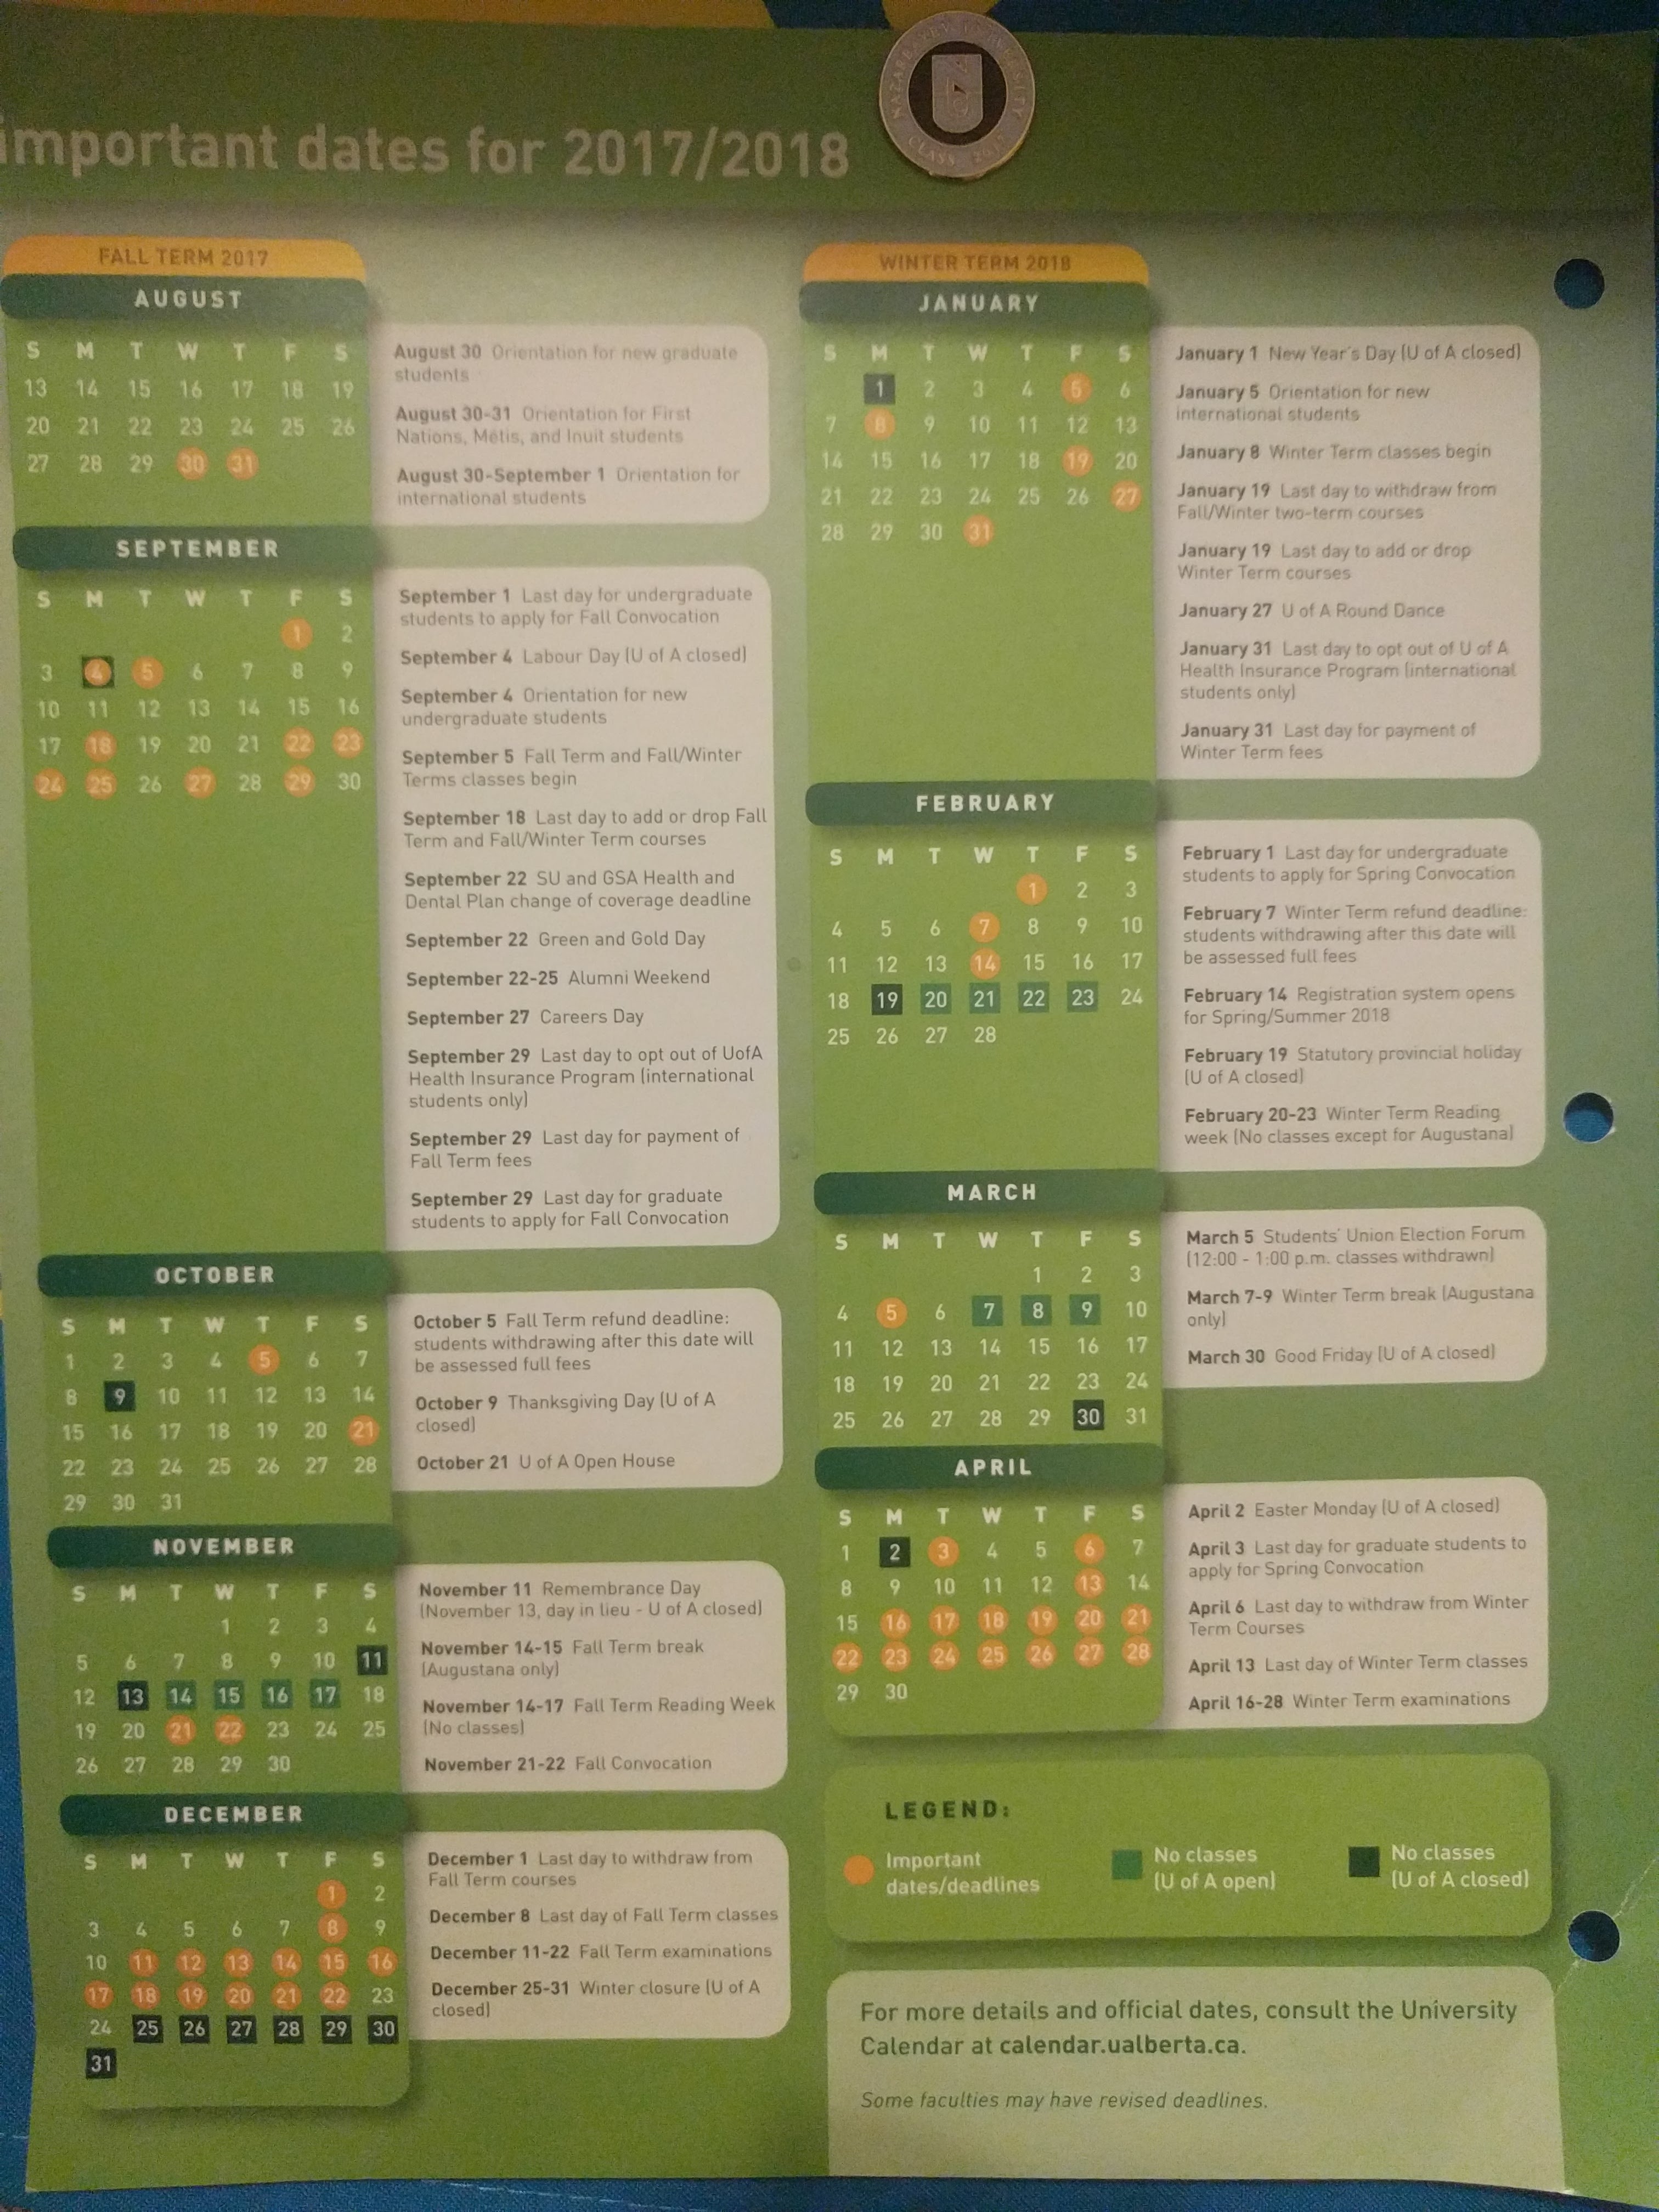 important dates for 2017/2018
NAZARBAYEV UNIVERSITY
CLASS
FALL TERM 2017
AUGUST
S M T W T F S
13 14 15 16 17 18 19
20 21 22 23 24 25 26
27 28 29 30 31
August 30 Orientation for new graduate
students
August 30-31 Orientation for First
Nations, Métis, and Inuit students
August 30-September 1 Orientation for
international students
SEPTEMBER
S M T W T F S
1 2
3 4 5 6 7 8 9
10 11 12 13 14 15 16
17 18 19 20 21 22 23
24 25 26 27 28 29 30
September 1 Last day for undergraduate
students to apply for Fall Convocation
September 4 Labour Day (U of A closed)
September 4 Orientation for new
undergraduate students
September 5 Fall Term and Fall/Winter
Terms classes begin
September 18 Last day to add or drop Fall
Term and Fall/Winter Term courses
September 22 SU and GSA Health and
Dental Plan change of coverage deadline
September 22 Green and Gold Day
September 22-25 Alumni Weekend
September 27 Careers Day
September 29 Last day to opt out of UofA
Health Insurance Program (international
students only)
September 29 Last day for payment of
Fall Term fees
September 29 Last day for graduate
students to apply for Fall Convocation
OCTOBER
S M T W T F S
1 2 3 4 5 6 7
8 9 10 11 12 13 14
15 16 17 18 19 20 21
22 23 24 25 26 27 28
29 30 31
October 5 Fall Term refund deadline:
students withdrawing after this date will
be assessed full fees
October 9 Thanksgiving Day (U of A
closed)
October 21 U of A Open House
NOVEMBER
S M T W T F S
1 2 3 4
5 6 7 8 9 10 11
12 13 14 15 16 17 18
19 20 21 22 23 24 25
26 27 28 29 30
November 11 Remembrance Day
(November 13, day in lieu - U of A closed)
November 14-15 Fall Term break
(Augustana only)
November 14-17 Fall Term Reading Week
(No classes)
November 21-22 Fall Convocation
DECEMBER
S M T W T F S
1 2
3 4 5 6 7 8 9
10 11 12 13 14 15 16
17 18 19 20 21 22 23
24 25 26 27 28 29 30
31
December 1 Last day to withdraw from
Fall Term courses
December 8 Last day of Fall Term classes
December 11-22 Fall Term examinations
December 25-31 Winter closure (U of A
closed)
WINTER TERM 2018
JANUARY
S M T W T F S
1 2 3 4 5 6
7 8 9 10 11 12 13
14 15 16 17 18 19 20
21 22 23 24 25 26 27
28 29 30 31
January 1 New Year's Day (U of A closed)
January 5 Orientation for new
international students
January 8 Winter Term classes begin
January 19 Last day to withdraw from
Fall/Winter two-term courses
January 19 Last day to add or drop
Winter Term courses
January 27 U of A Round Dance
January 31 Last day to opt out of U of A
Health Insurance Program (international
students only)
January 31 Last day for payment of
Winter Term fees
FEBRUARY
S M T W T F S
1 2 3
4 5 6 7 8 9 10
11 12 13 14 15 16 17
18 19 20 21 22 23 24
25 26 27 28
February 1 Last day for undergraduate
students to apply for Spring Convocation
February 7 Winter Term refund deadline:
students withdrawing after this date will
be assessed full fees
February 14 Registration system opens
for Spring/Summer 2018
February 19 Statutory provincial holiday
(U of A closed)
February 20-23 Winter Term Reading
week (No classes except for Augustana)
MARCH
S M T W T F S
1 2 3
4 5 6 7 8 9 10
11 12 13 14 15 16 17
18 19 20 21 22 23 24
25 26 27 28 29 30 31
March 5 Students' Union Election Forum
(12:00 - 1:00 p.m. classes withdrawn)
March 7-9 Winter Term break (Augustana
only)
March 30 Good Friday (U of A closed)
APRIL
S M T W T F S
1 2 3 4 5 6 7
8 9 10 11 12 13 14
15 16 17 18 19 20 21
22 23 24 25 26 27 28
29 30
April 2 Easter Monday (U of A closed)
April 3 Last day for graduate students to
apply for Spring Convocation
April 6 Last day to withdraw from Winter
Term Courses
April 13 Last day of Winter Term classes
April 16-28 Winter Term examinations
LEGEND:
Important
dates/deadlines
No classes
(U of A open)
No classes
(U of A closed)
For more details and official dates, consult the University
Calendar at calendar.ualberta.ca.
Some faculties may have revised deadlines.